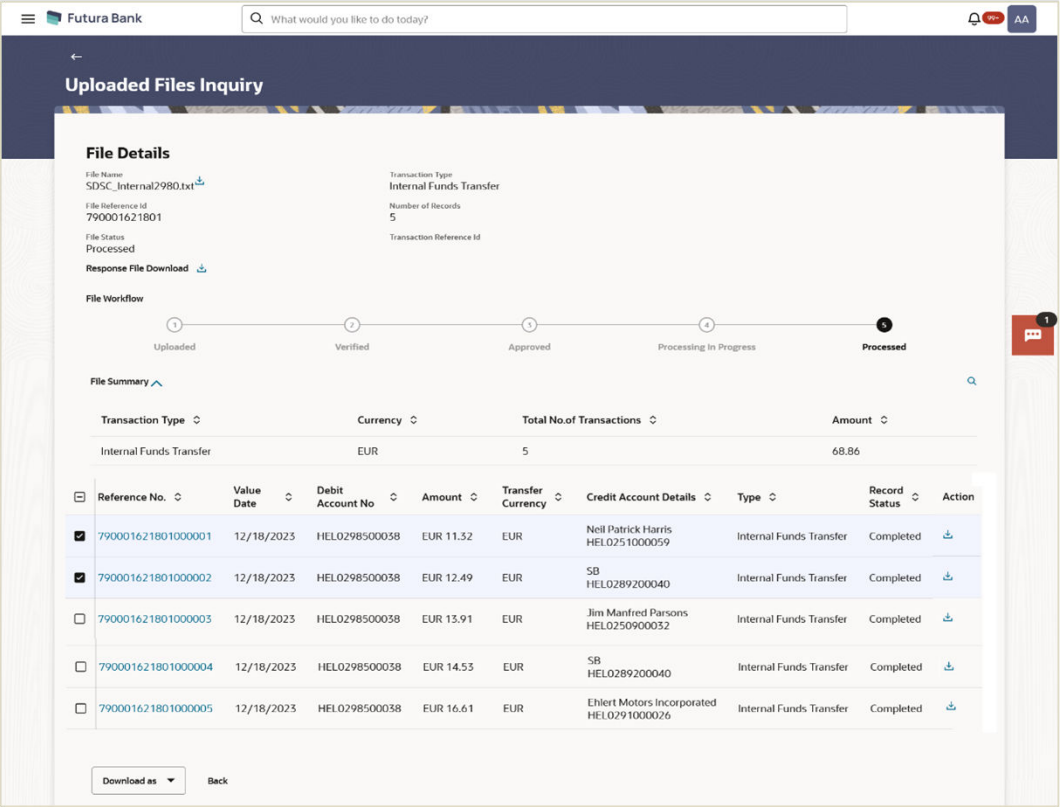 Futura Bank
What would you like to do today?
99+
AA
Uploaded Files Inquiry
File Details
File Name
SDSC_Internal2980.txt
Transaction Type
Internal Funds Transfer
File Reference Id
790001621801
Number of Records
5
File Status
Processed
Transaction Reference Id
Response File Download
File Workflow
1 2 3 4 5
Uploaded Verified Approved Processing In Progress Processed
1
File Summary
Transaction Type Currency Total No.of Transactions Amount
Internal Funds Transfer EUR 5 68.86
Reference No. Value Date Debit Account No Amount Transfer Currency Credit Account Details Type Record Status Action
790001621801000001 12/18/2023 HEL0298500038 EUR 11.32 EUR Neil Patrick Harris HEL0251000059 Internal Funds Transfer Completed
790001621801000002 12/18/2023 HEL0298500038 EUR 12.49 EUR SB HEL0289200040 Internal Funds Transfer Completed
790001621801000003 12/18/2023 HEL0298500038 EUR 13.91 EUR Jim Manfred Parsons HEL0250900032 Internal Funds Transfer Completed
790001621801000004 12/18/2023 HEL0298500038 EUR 14.53 EUR SB HEL0289200040 Internal Funds Transfer Completed
790001621801000005 12/18/2023 HEL0298500038 EUR 16.61 EUR Ehlert Motors Incorporated HEL0291000026 Internal Funds Transfer Completed
Download as Back